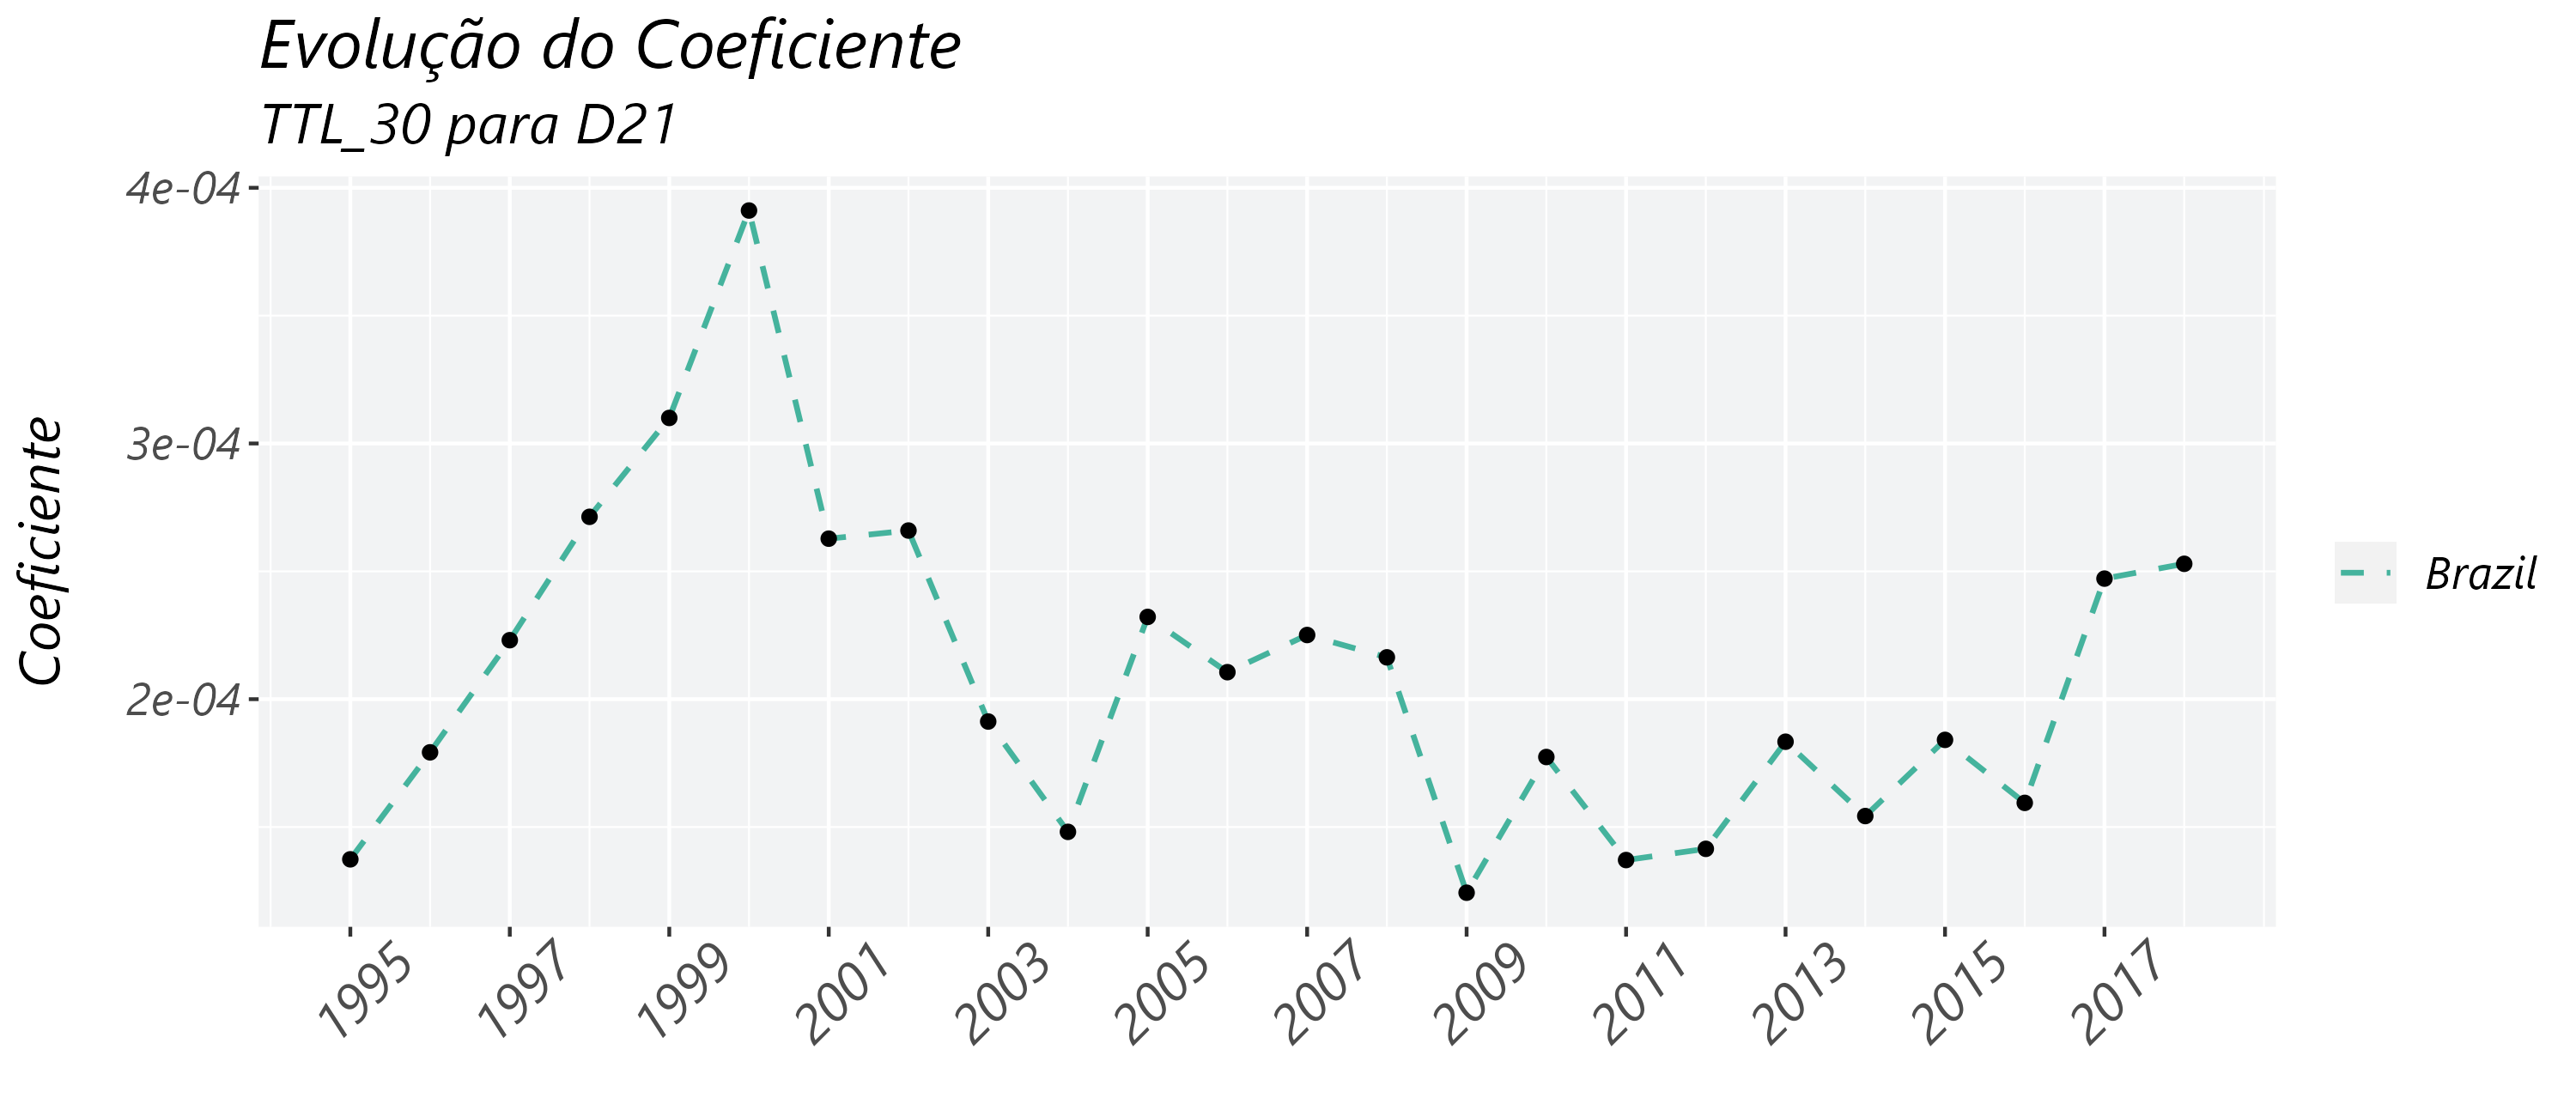 Evolução do Coeficiente
TTL_30 para D21
4e-04
3e-04
2e-04
Coeficiente
1995
1997
1999
2001
2003
2005
2007
2009
2011
2013
2015
2017
Brazil